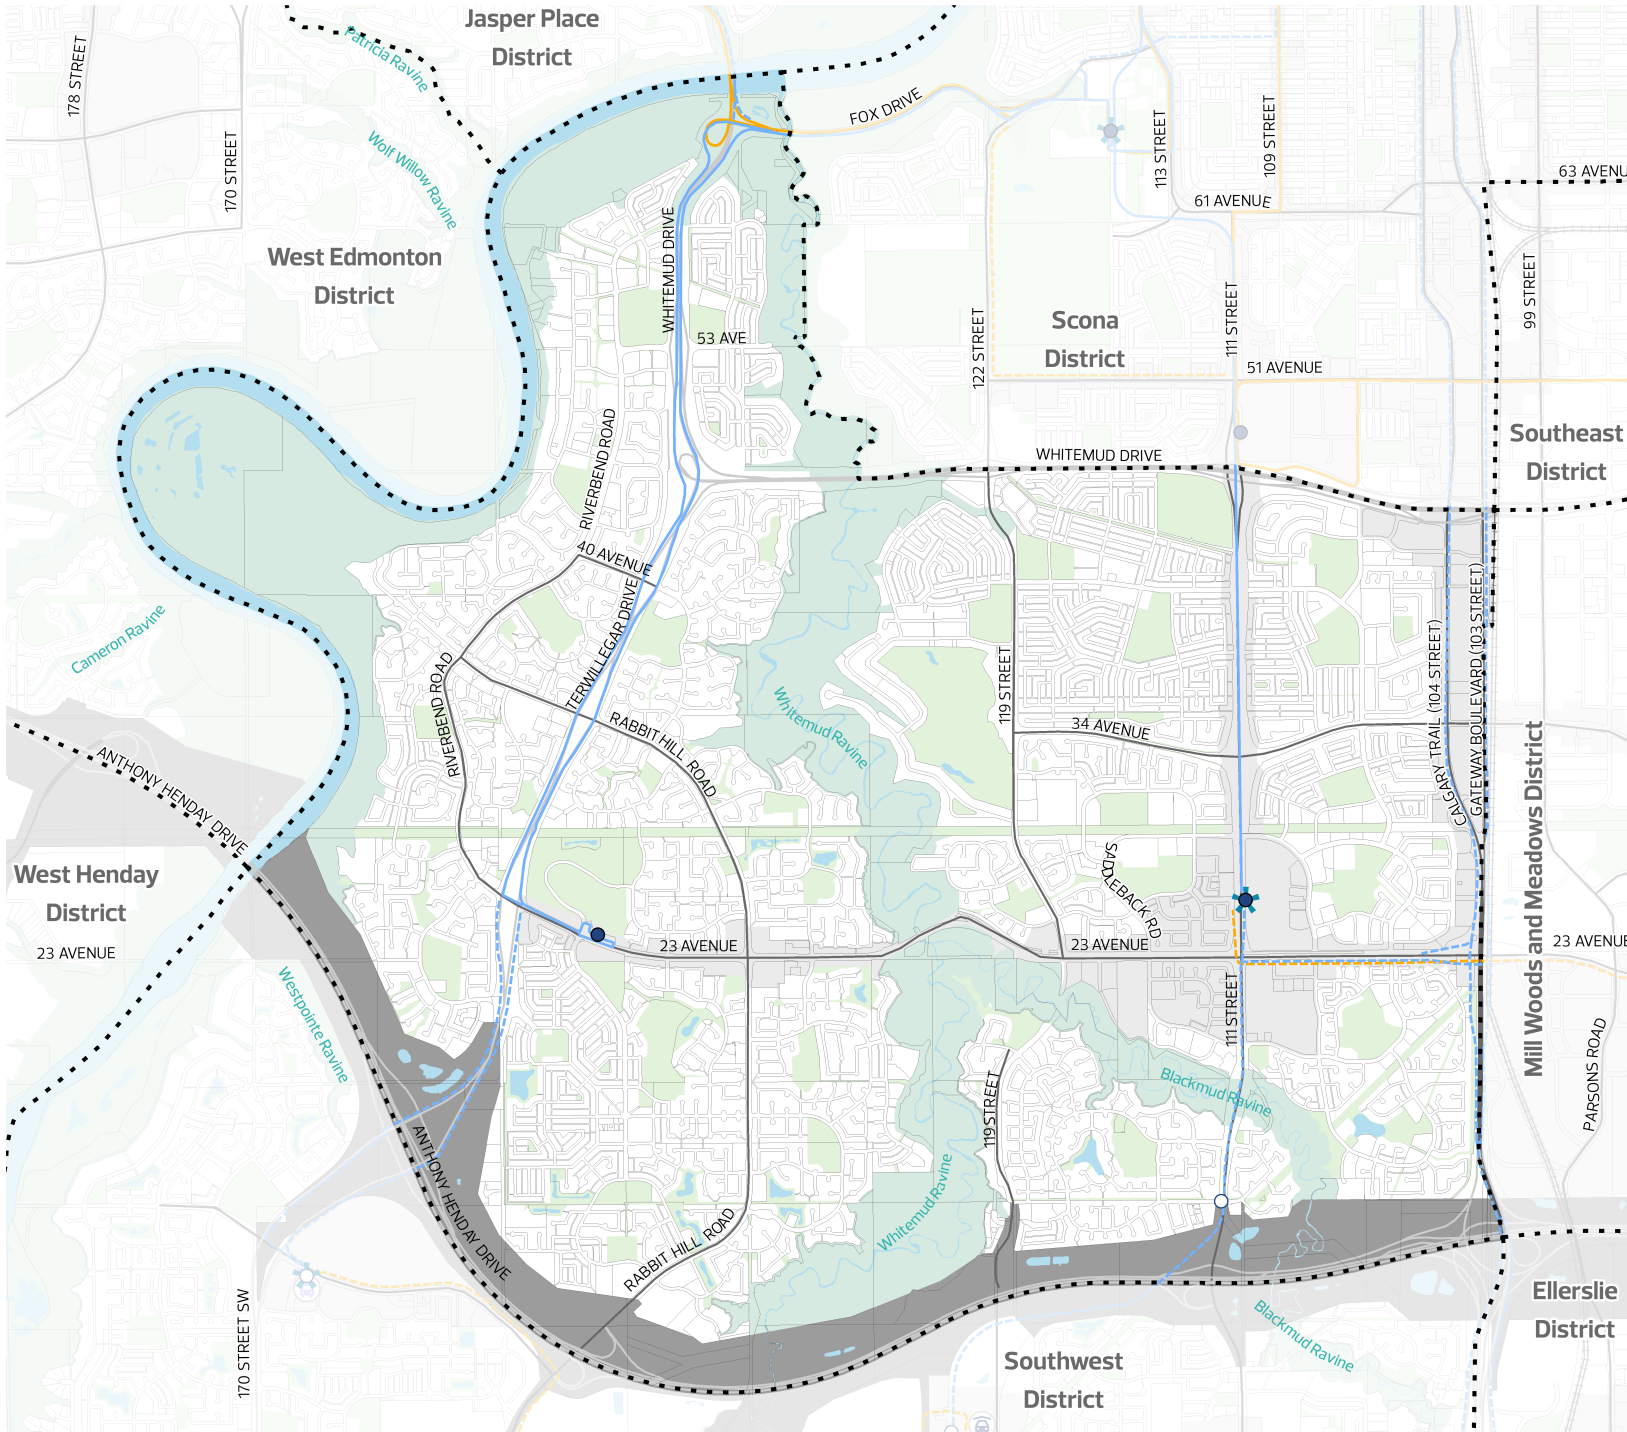 Jasper Place
District
178 STREET
Patricia Ravine
170 STREET
Wolf Willow Ravine
FOX DRIVE
113 STREET
109 STREET
63 AVENU
61 AVENUE
West Edmonton
District
WHITEMUD DRIVE
53 AVE
99 STREET
111 STREET
122 STREET
Scona
District
51 AVENUE
RIVERBEND ROAD
WHITEMUD DRIVE
Southeast
District
40 AVENUE
TERWILLEGAR DRIVE
Cameron Ravine
RIVERBEND ROAD
RABBIT HILL ROAD
Whitemud Ravine
119 STREET
34 AVENUE
CALGARY TRAIL (104 STREET)
GATEWAY BOULEVARD (103 STREET)
Mill Woods and Meadows District
ANTHONY HENDAY DRIVE
West Henday
District
23 AVENUE
SADDLEBACK RD
23 AVENUE
23 AVENUE
23 AVENUE
Westpointe Ravine
111 STREET
119 STREET
Blackmud Ravine
PARSONS ROAD
Whitemud Ravine
ANTHONY HENDAY DRIVE
RABBIT HILL ROAD
170 STREET SW
Southwest
District
Blackmud Ravine
Ellerslie
District